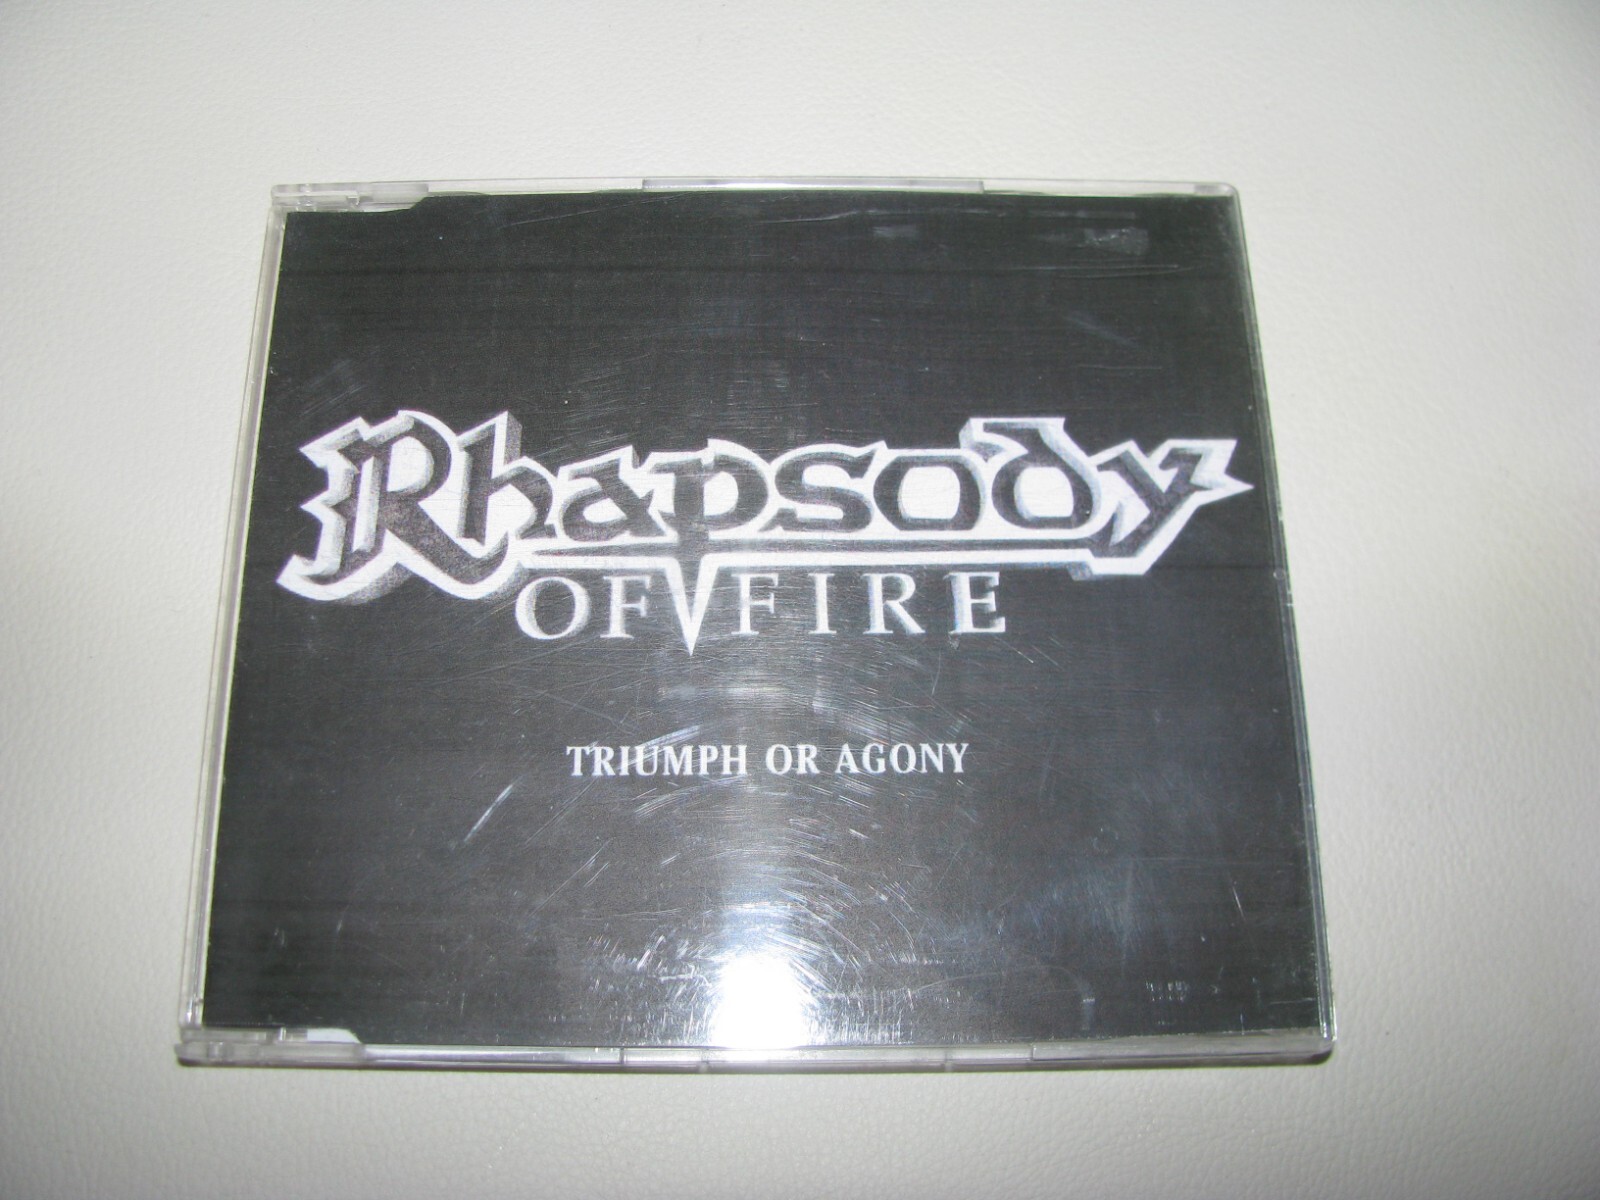 Rhapsody
OF FIRE
TRIUMPH OR AGONY